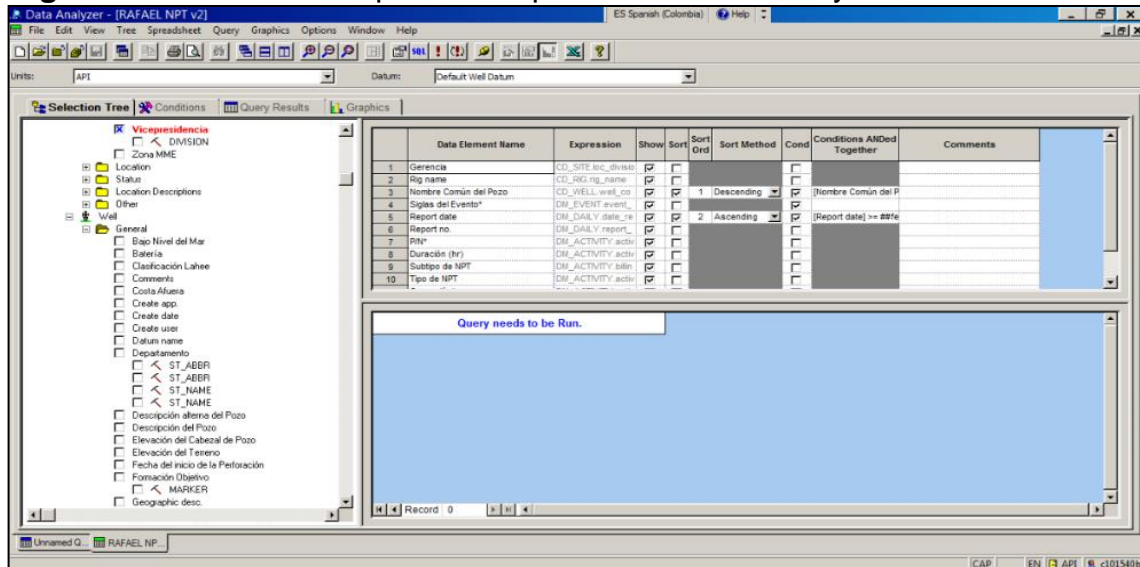 Data Analyzer - [RAFAEL NPT v2]
ES Spanish (Colombia) Help
File Edit View Tree Spreadsheet Query Graphics Options Window Help
SQL
Units: API Datum: Default Well Datum
Selection Tree Conditions Query Results Graphics
Vicepresidencia
DIVISION
Zona MME
Location
Status
Location Descriptions
Other
Well
General
Bajo Nivel del Mar
Batería
Clasificación Lahee
Comments
Costa Afuera
Create app.
Create date
Create user
Datum name
Departamento
ST_ABBR
ST_ABBR
ST_NAME
ST_NAME
Descripción alterna del Pozo
Descripción del Pozo
Elevación del Cabezal de Pozo
Elevación del Terreno
Fecha del inicio de la Perforación
Formación Objetivo
MARKER
Geographic desc.
Data Element Name Expression Show Sort Sort Ord Sort Method Cond Conditions ANDed Together Comments
1 Gerencia CD_SITE.loc_divisio
2 Rig name CD_RIG.rig_name
3 Nombre Común del Pozo CD_WELL.well_co 1 Descending [Nombre Común del P
4 Siglas del Evento* DM_EVENT.event_
5 Report date DM_DAILY.date_re 2 Ascending [Report date] >= ##fe
6 Report no. DM_DAILY.report_
7 P/N* DM_ACTIVITY.activ
8 Duración (hr) DM_ACTIVITY.activ
9 Subtipo de NPT DM_ACTIVITY.billin
10 Tipo de NPT DM_ACTIVITY.activ
Query needs to be Run.
Record 0
Unnamed Q... RAFAEL NP...
CAP EN API